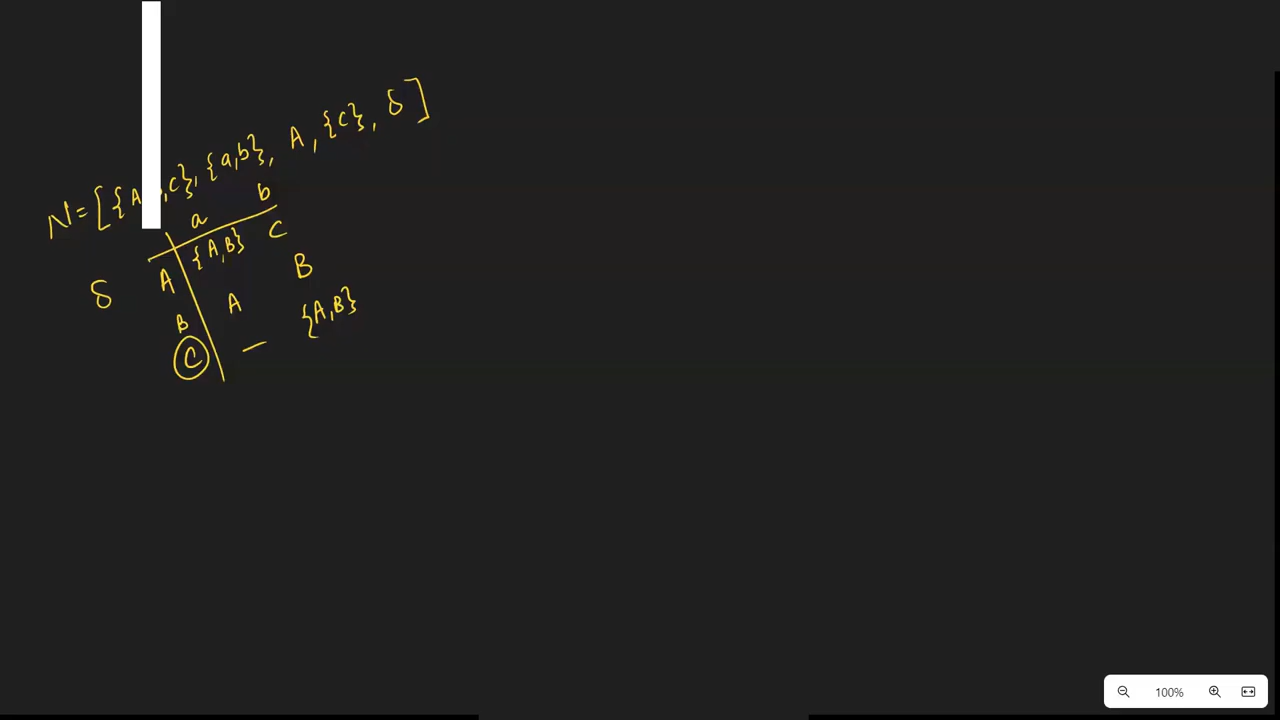 N=[{A ,C}, {a,b}, A, {C}, δ]
a b
δ A {A,B} C
B A B
C — {A,B}
100%